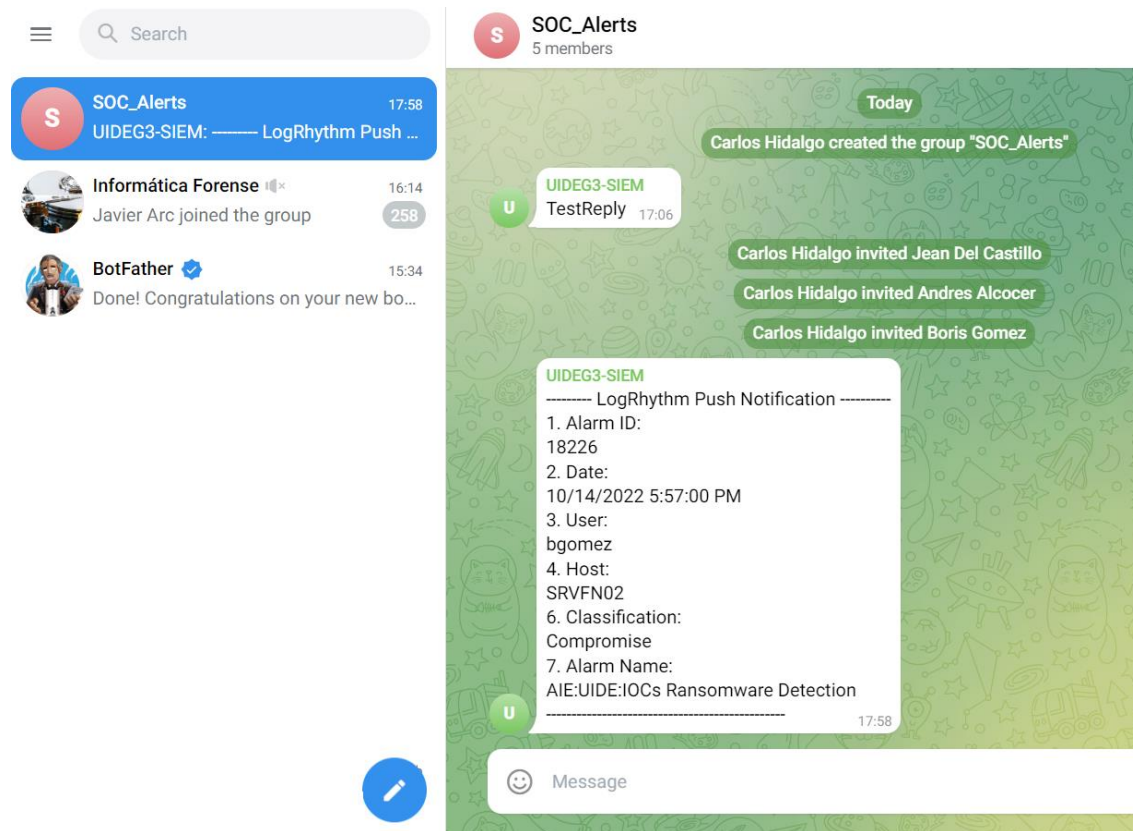 Search
SOC_Alerts
17:58
UIDEG3-SIEM: --------- LogRhythm Push ...
Informática Forense
16:14
Javier Arc joined the group
258
BotFather
15:34
Done! Congratulations on your new bo...
S
S
SOC_Alerts
5 members
Today
Carlos Hidalgo created the group "SOC_Alerts"
UIDEG3-SIEM
U
TestReply 17:06
Carlos Hidalgo invited Jean Del Castillo
Carlos Hidalgo invited Andres Alcocer
Carlos Hidalgo invited Boris Gomez
UIDEG3-SIEM
--------- LogRhythm Push Notification ----------
1. Alarm ID:
18226
2. Date:
10/14/2022 5:57:00 PM
3. User:
bgomez
4. Host:
SRVFN02
6. Classification:
Compromise
7. Alarm Name:
AIE:UIDE:IOCs Ransomware Detection
-----------------------------------------------
17:58
U
Message